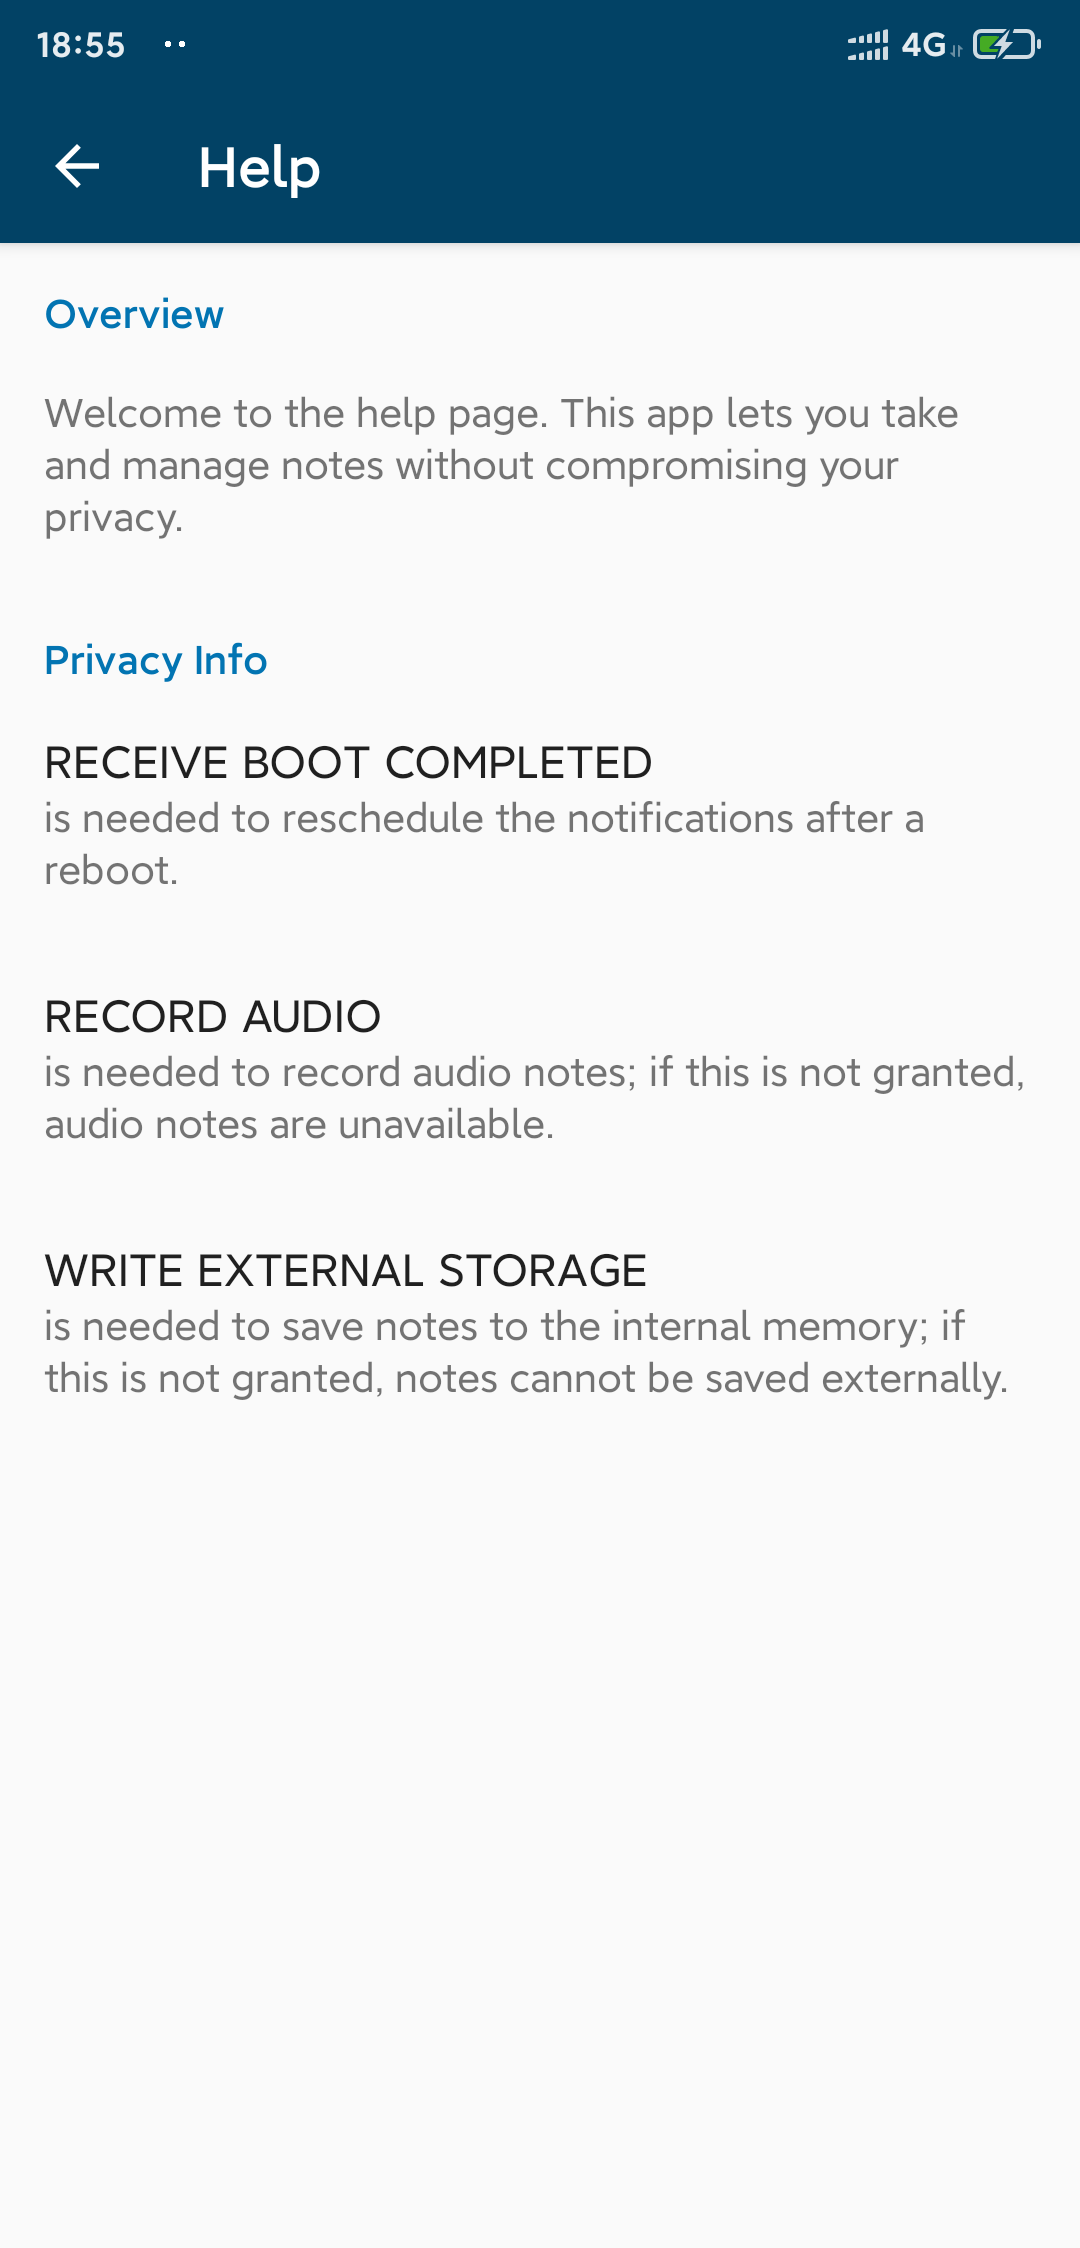 18:55
4G
Help
Overview
Welcome to the help page. This app lets you take
and manage notes without compromising your
privacy.
Privacy Info
RECEIVE BOOT COMPLETED
is needed to reschedule the notifications after a
reboot.
RECORD AUDIO
is needed to record audio notes; if this is not granted,
audio notes are unavailable.
WRITE EXTERNAL STORAGE
is needed to save notes to the internal memory; if
this is not granted, notes cannot be saved externally.